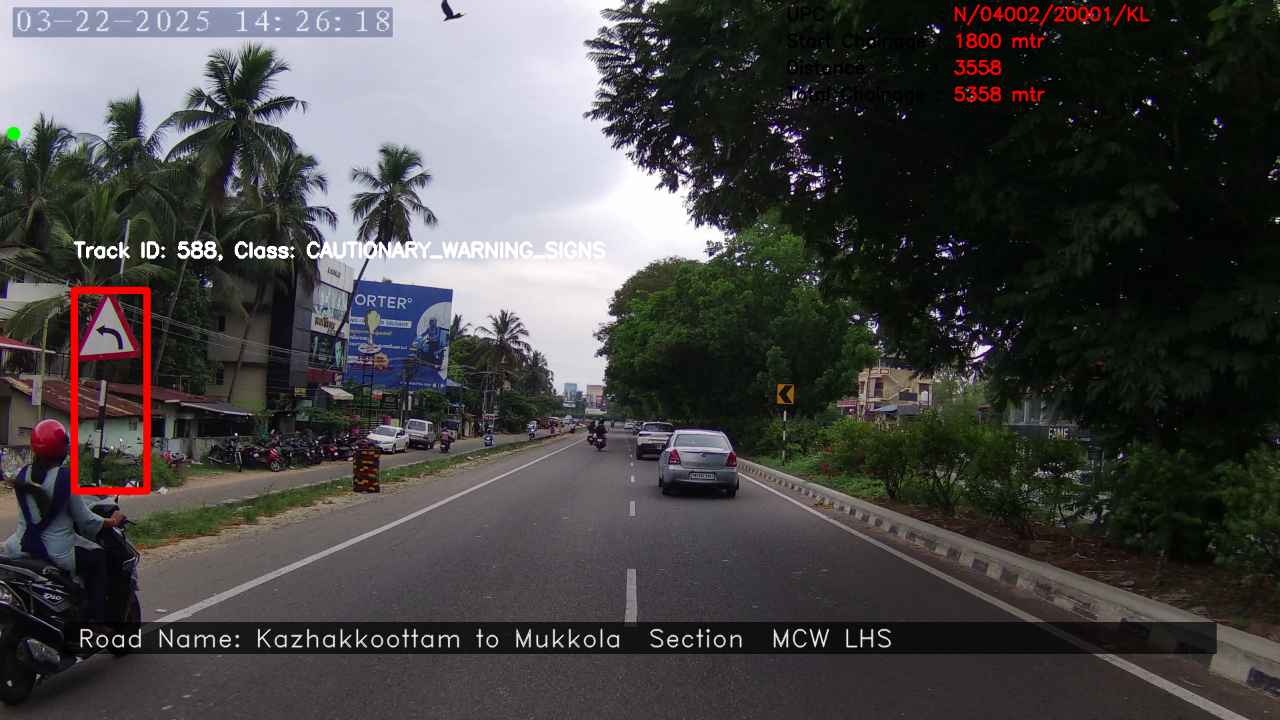 03-22-2025 14:26:18
UPC N/04002/20001/KL
Start Chainage 1800 mtr
Distance 3558
Total Chainage 5358 mtr
Track ID: 588, Class: CAUTIONARY_WARNING_SIGNS
ORTER
Road Name: Kazhakkoottam to Mukkola Section MCW LHS